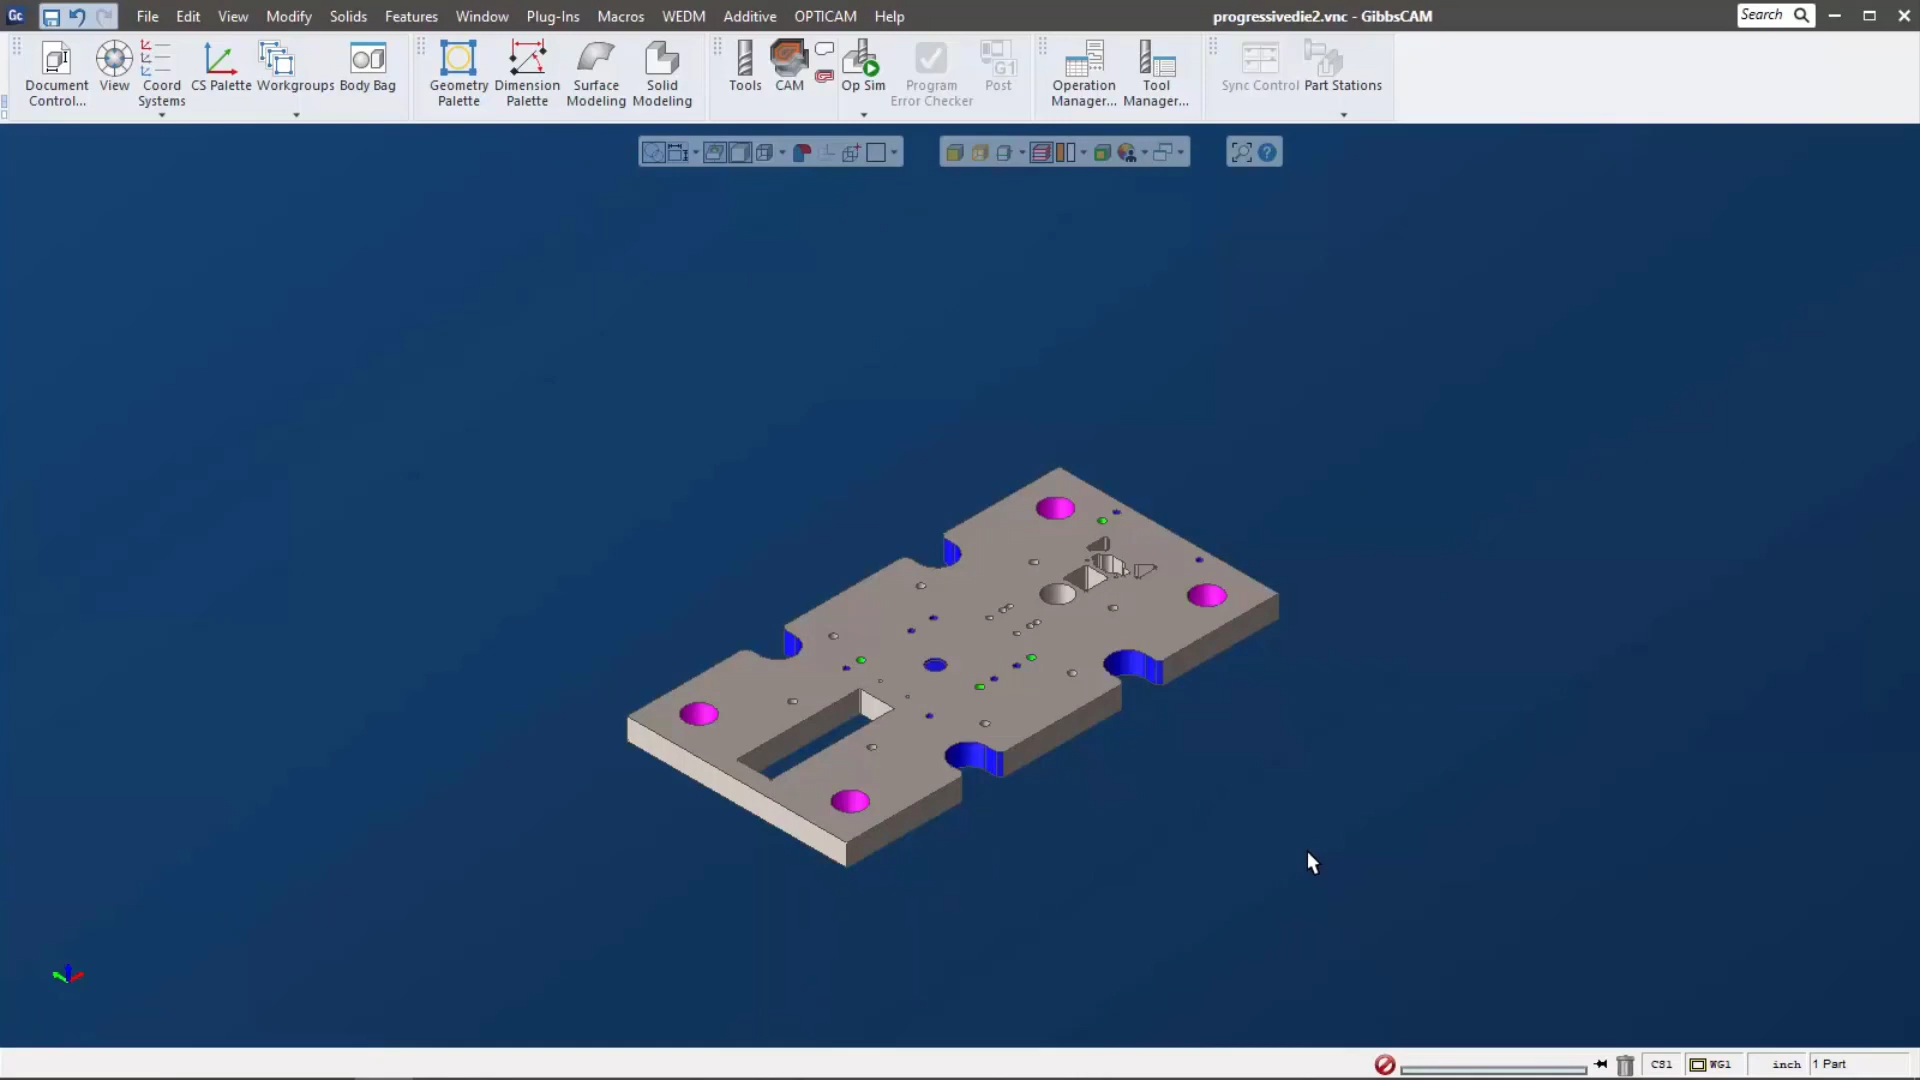 Gc File Edit View Modify Solids Features Window Plug-Ins Macros WEDM Additive OPTICAM Help progressivedie2.vnc - GibbsCAM Search
Document Control...
View
Coord Systems
CS Palette
Workgroups
Body Bag
Geometry Palette
Dimension Palette
Surface Modeling
Solid Modeling
Tools
CAM
Op Sim
Program Error Checker
G1
Post
Operation Manager...
Tool Manager...
Sync Control
Part Stations
CS1 WG1 inch 1 Part